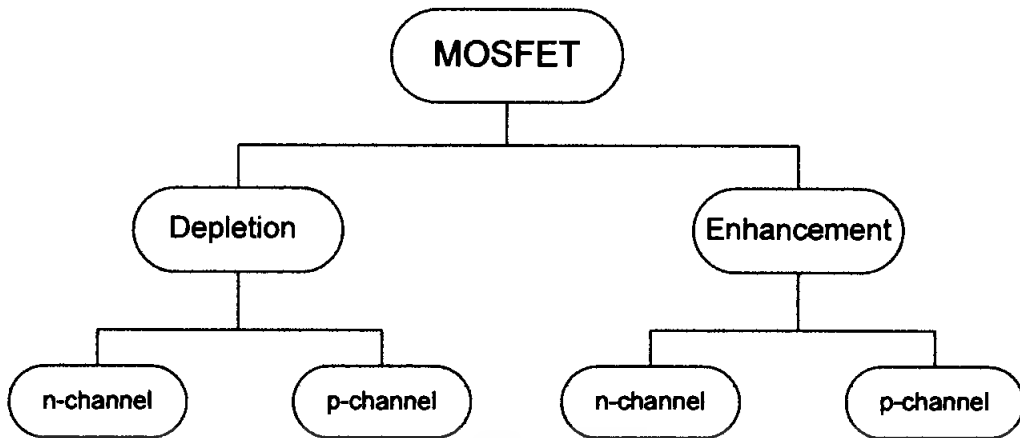 MOSFET
Depletion
Enhancement
n-channel
p-channel
n-channel
p-channel